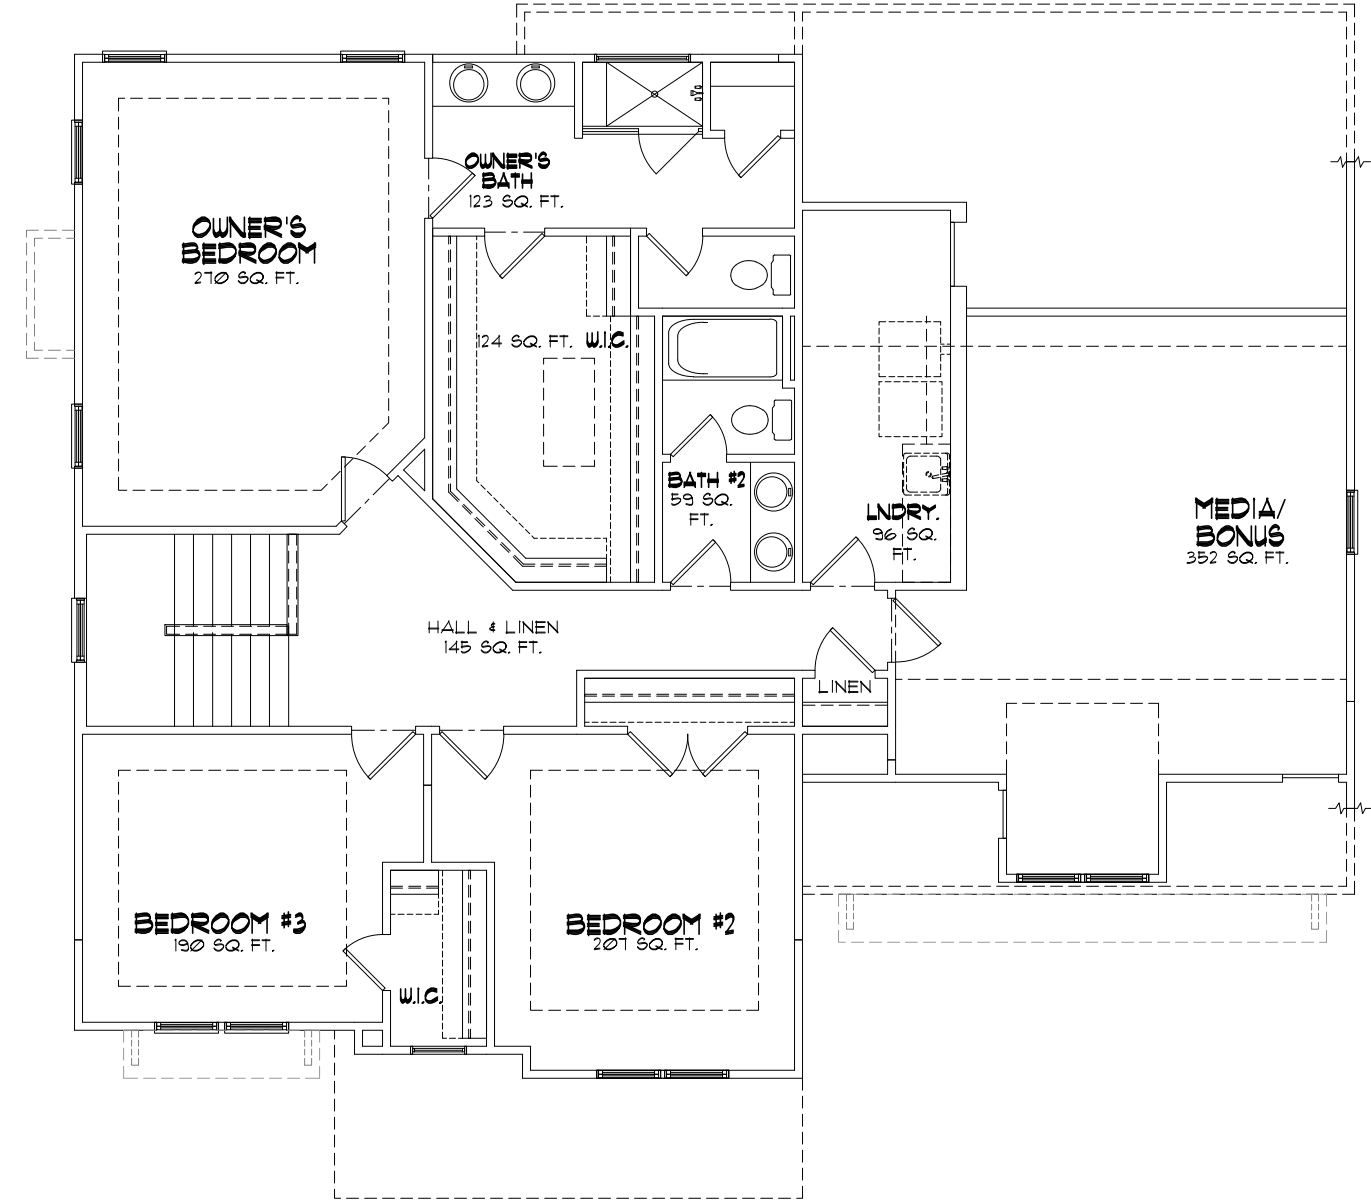 OWNER'S
BATH
123 SQ. FT.
OWNER'S
BEDROOM
270 SQ. FT.
124 SQ. FT. W.I.C.
BATH #2
59 SQ.
FT.
LNDRY.
96 SQ.
FT.
MEDIA/
BONUS
352 SQ. FT.
HALL & LINEN
145 SQ. FT.
LINEN
BEDROOM #3
190 SQ. FT.
BEDROOM #2
207 SQ. FT.
W.I.C.